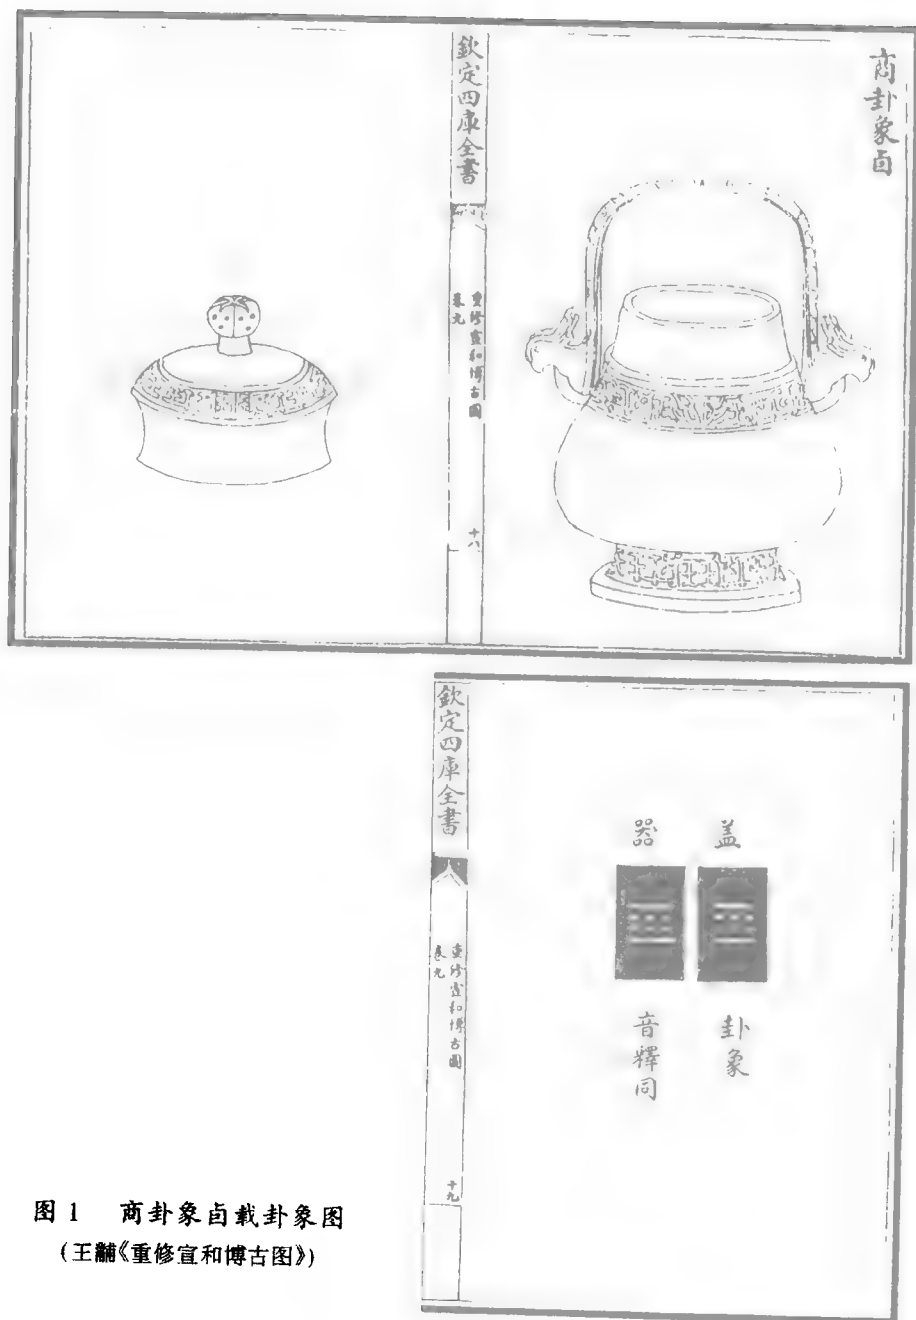 商卦象卣
欽定四庫全書
重修宣和博古圖
卷九
十八
蓋
卦象
器
音釋同
欽定四庫全書
重修宣和博古圖
卷九
十九
图1 商卦象卣载卦象图
(王黼《重修宣和博古图》)